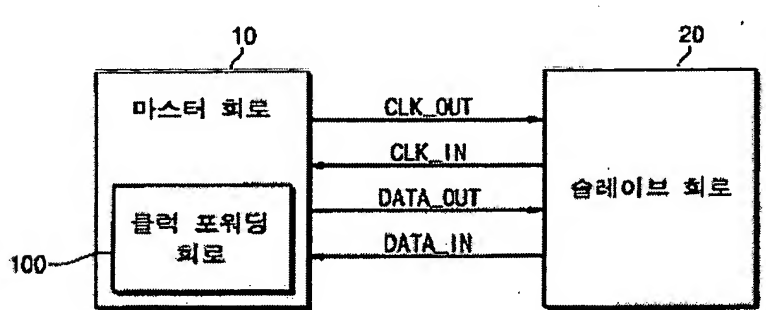 10
20
마스터 회로
CLK_OUT
CLK_IN
슬레이브 회로
DATA_OUT
클럭 포워딩
회로
DATA_IN
100